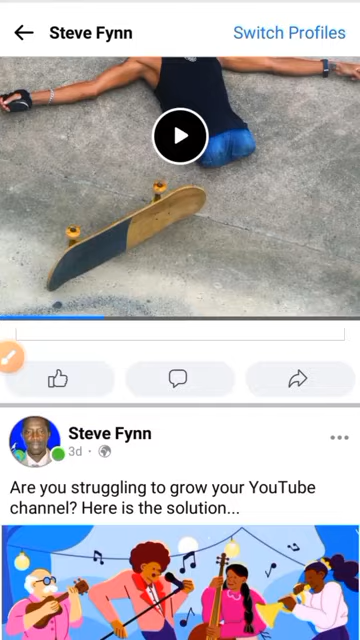 Steve Fynn
Switch Profiles
Steve Fynn
3d
Are you struggling to grow your YouTube
channel? Here is the solution...